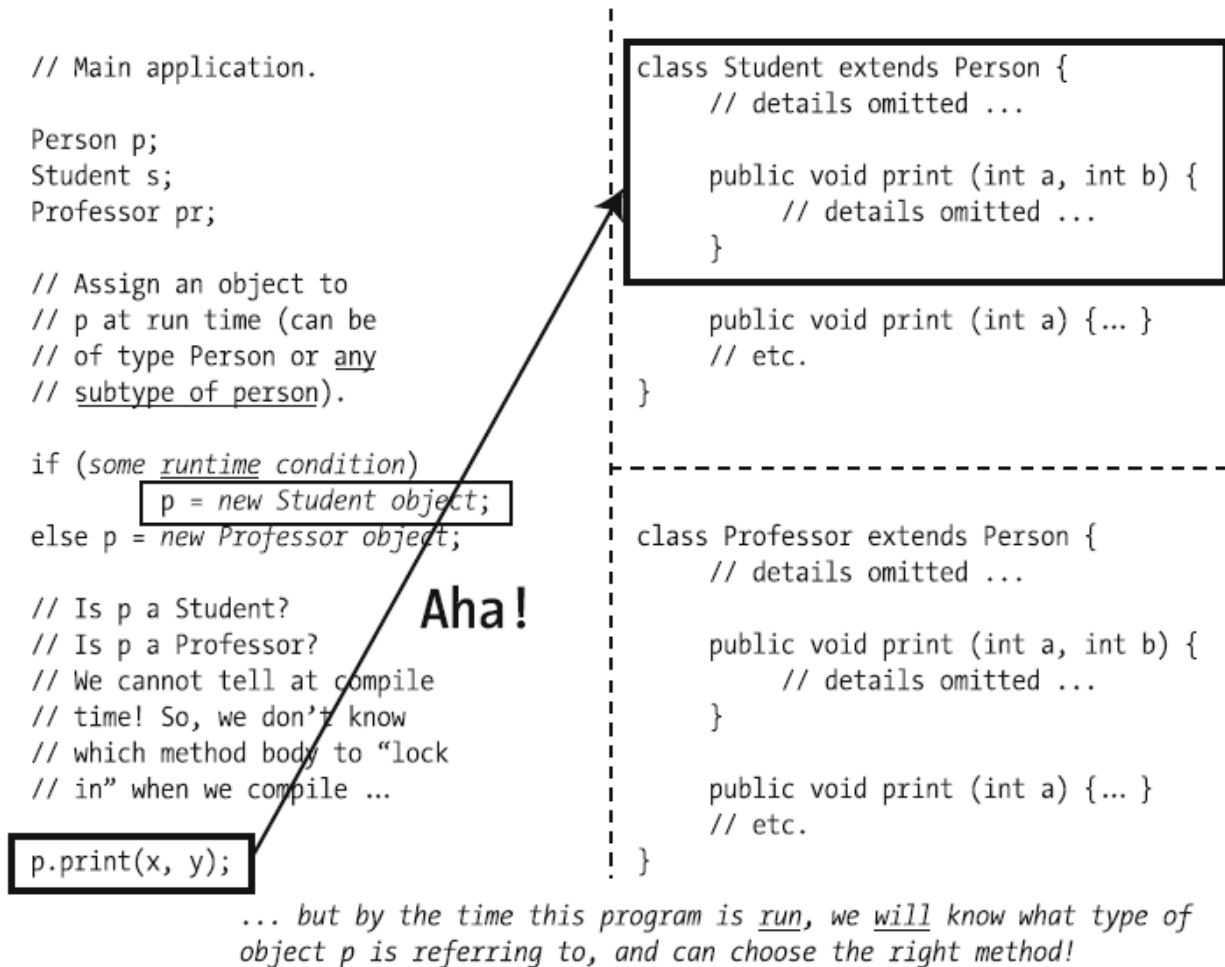 // Main application.
Person p;
Student s;
Professor pr;
// Assign an object to
// p at run time (can be
// of type Person or any
// subtype of person).
if (some runtime condition)
p = new Student object;
else p = new Professor object;
// Is p a Student?
// Is p a Professor?
// We cannot tell at compile
// time! So, we don't know
// which method body to “lock
// in” when we compile …
p.print(x, y);
Aha!
class Student extends Person {
// details omitted ...
public void print (int a, int b) {
// details omitted ...
}
public void print (int a) {… }
// etc.
}
class Professor extends Person {
// details omitted ...
public void print (int a, int b) {
// details omitted ...
}
public void print (int a) {… }
// etc.
}
... but by the time this program is run, we will know what type of
object p is referring to, and can choose the right method!